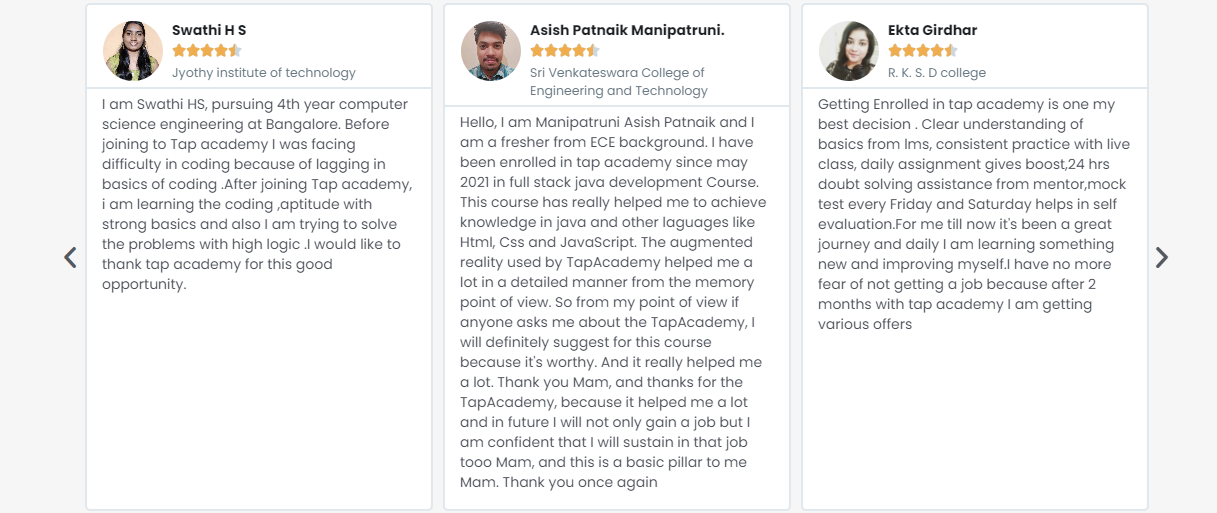 Swathi H S
Jyothy institute of technology
I am Swathi HS, pursuing 4th year computer
science engineering at Bangalore. Before
joining to Tap academy I was facing
difficulty in coding because of lagging in
basics of coding .After joining Tap academy,
i am learning the coding ,aptitude with
strong basics and also I am trying to solve
the problems with high logic .I would like to
thank tap academy for this good
opportunity.
Asish Patnaik Manipatruni.
Sri Venkateswara College of
Engineering and Technology
Hello, I am Manipatruni Asish Patnaik and I
am a fresher from ECE background. I have
been enrolled in tap academy since may
2021 in full stack java development Course.
This course has really helped me to achieve
knowledge in java and other laguages like
Html, Css and JavaScript. The augmented
reality used by TapAcademy helped me a
lot in a detailed manner from the memory
point of view. So from my point of view if
anyone asks me about the TapAcademy, I
will definitely suggest for this course
because it's worthy. And it really helped me
a lot. Thank you Mam, and thanks for the
TapAcademy, because it helped me a lot
and in future I will not only gain a job but I
am confident that I will sustain in that job
tooo Mam, and this is a basic pillar to me
Mam. Thank you once again
Ekta Girdhar
R. K. S. D college
Getting Enrolled in tap academy is one my
best decision . Clear understanding of
basics from lms, consistent practice with live
class, daily assignment gives boost,24 hrs
doubt solving assistance from mentor,mock
test every Friday and Saturday helps in self
evaluation.For me till now it's been a great
journey and daily I am learning something
new and improving myself.I have no more
fear of not getting a job because after 2
months with tap academy I am getting
various offers